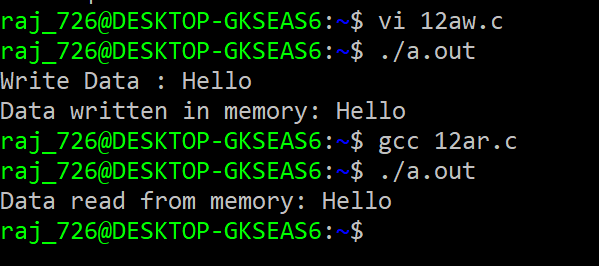 raj_726@DESKTOP-GKSEAS6:~$ vi 12aw.c
raj_726@DESKTOP-GKSEAS6:~$ ./a.out
Write Data : Hello
Data written in memory: Hello
raj_726@DESKTOP-GKSEAS6:~$ gcc 12ar.c
raj_726@DESKTOP-GKSEAS6:~$ ./a.out
Data read from memory: Hello
raj_726@DESKTOP-GKSEAS6:~$